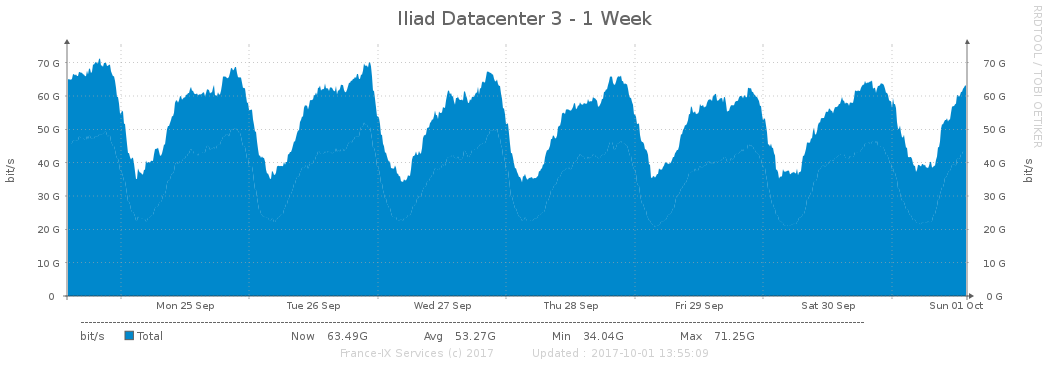 Iliad Datacenter 3 - 1 Week
RRDTOOL / TOBI OETIKER
bit/s
bit/s
70 G
70 G
60 G
60 G
50 G
50 G
40 G
40 G
30 G
30 G
20 G
20 G
10 G
10 G
0
0 G
Mon 25 Sep Tue 26 Sep Wed 27 Sep Thu 28 Sep Fri 29 Sep Sat 30 Sep Sun 01 Oct
bit/s Total Now 63.49G Avg 53.27G Min 34.04G Max 71.25G
France-IX Services (c) 2017 Updated : 2017-10-01 13:55:09